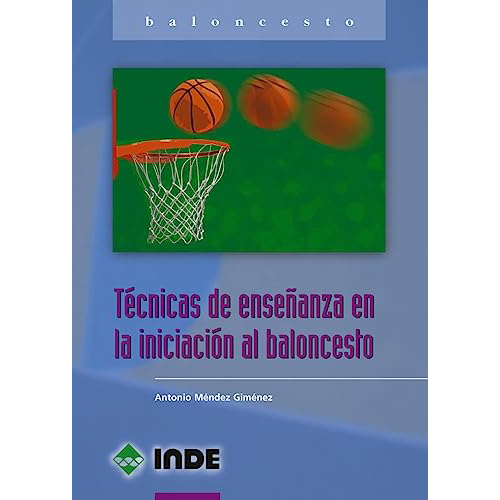 baloncesto
Técnicas de enseñanza en
la iniciación al baloncesto
Antonio Méndez Giménez
INDE